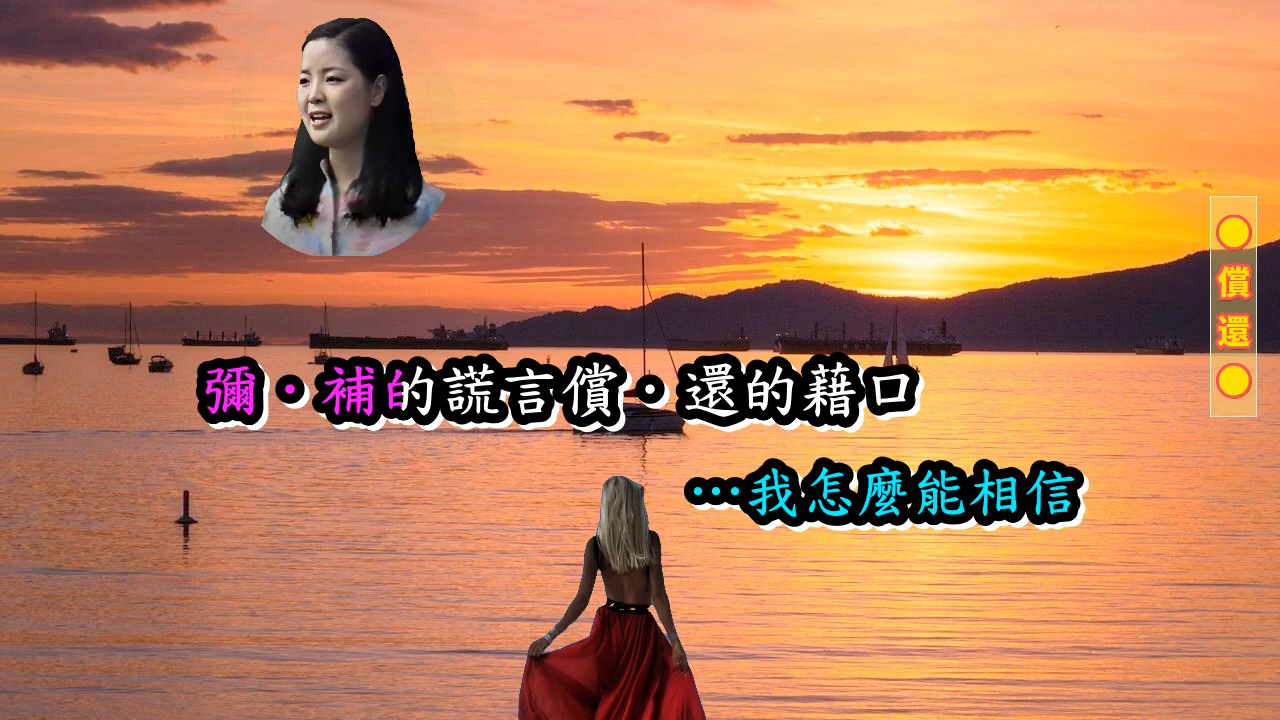 彌·補的謊言償·還的藉口
…我怎麼能相信
償還